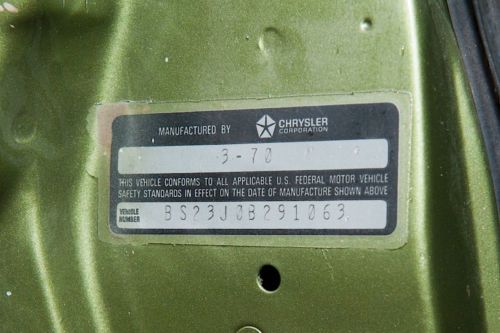 MANUFACTURED BY CHRYSLER CORPORATION
3-70
THIS VEHICLE CONFORMS TO ALL APPLICABLE U.S. FEDERAL MOTOR VEHICLE
SAFETY STANDARDS IN EFFECT ON THE DATE OF MANUFACTURE SHOWN ABOVE
VEHICLE NUMBER BS23J0B291063